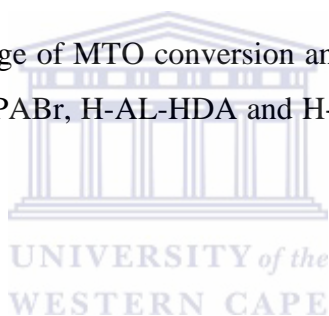 ge of MTO conversion an
PABr, H-AL-HDA and H-
UNIVERSITY of the
WESTERN CAPE